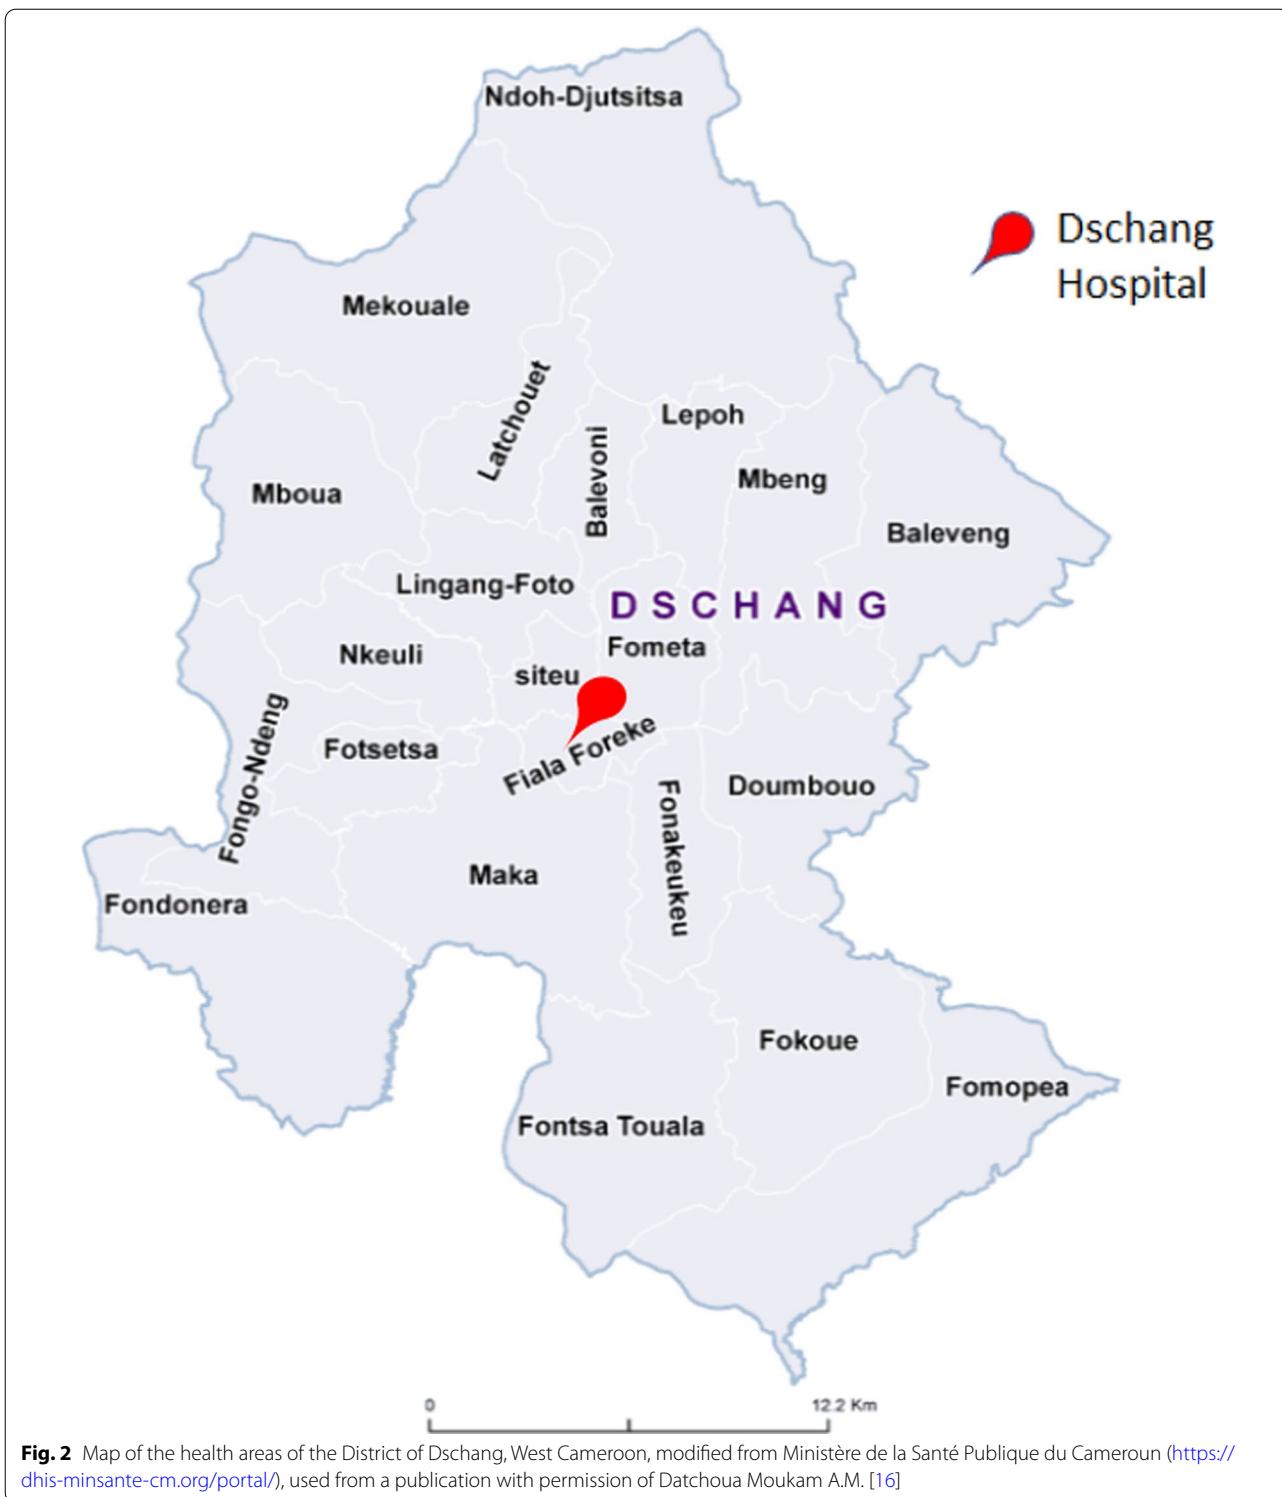 Ndoh-Djutsitsa
Dschang
Hospital
Mekouale
Latchouet
Lepoh
Balevoni
Mbeng
Mboua
Baleveng
Lingang-Foto
DSCHANG
Fometa
Nkeuli
siteu
Fongo-Ndeng
Fotsetsa
Fiala Foreke
Doumbouo
Fonakeukeu
Maka
Fondonera
Fokoue
Fomopea
Fontsa Touala
0
12.2 Km
Fig. 2 Map of the health areas of the District of Dschang, West Cameroon, modified from Ministère de la Santé Publique du Cameroun (https://
dhis-minsante-cm.org/portal/), used from a publication with permission of Datchoua Moukam A.M. [16]